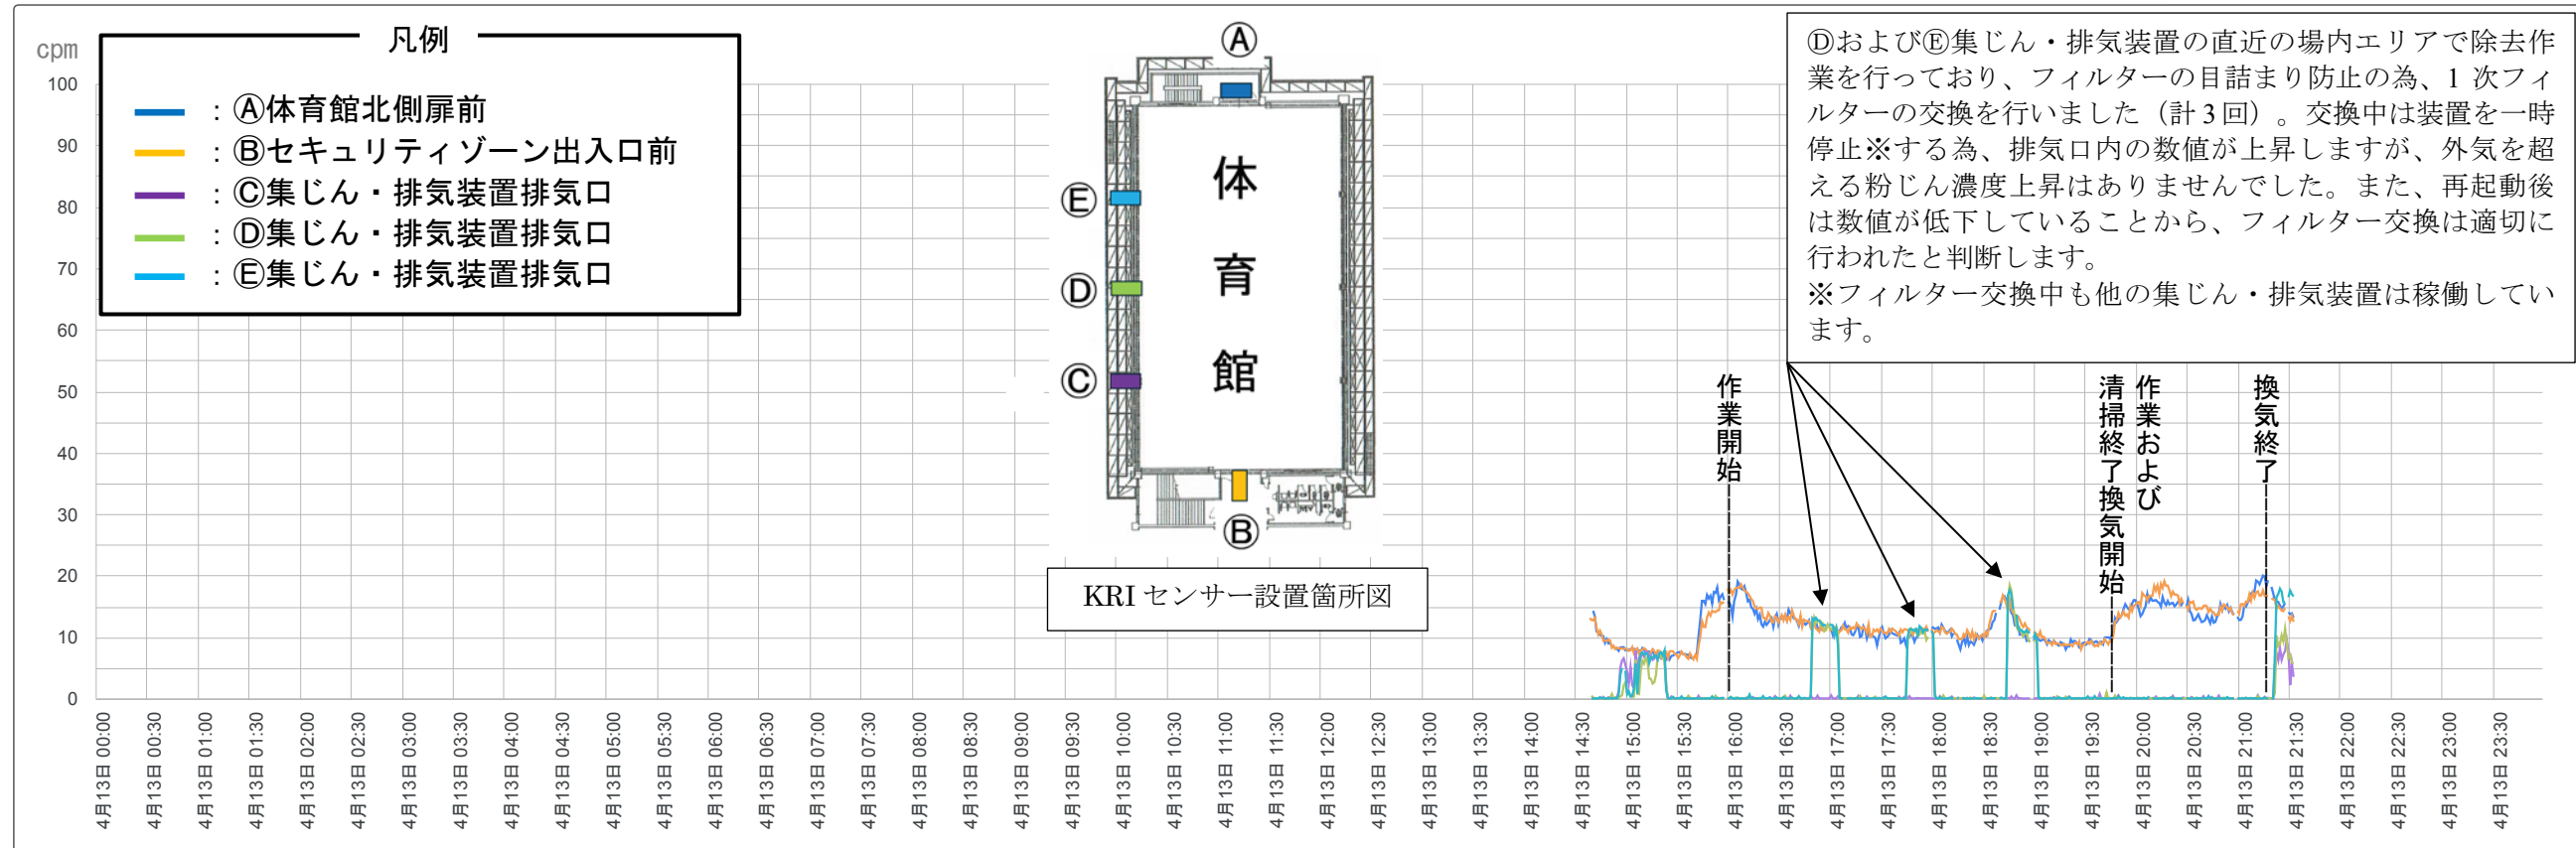 凡例
cpm
：Ⓐ体育館北側扉前
：Ⓑセキュリティゾーン出入口前
：Ⓒ集じん・排気装置排気口
：Ⓓ集じん・排気装置排気口
：Ⓔ集じん・排気装置排気口
100
90
80
70
60
50
40
30
20
10
0
Ⓐ
Ⓔ
Ⓓ
Ⓒ
Ⓑ
体育館
KRIセンサー設置箇所図
ⒹおよびⒺ集じん・排気装置の直近の場内エリアで除去作
業を行っており、フィルターの目詰まり防止の為、1 次フィ
ルターの交換を行いました（計 3 回）。交換中は装置を一時
停止※する為、排気口内の数値が上昇しますが、外気を超
える粉じん濃度上昇はありませんでした。また、再起動後
は数値が低下していることから、フィルター交換は適切に
行われたと判断します。
※フィルター交換中も他の集じん・排気装置は稼働してい
ます。
作業開始
作業および
清掃終了換気開始
換気終了
4月13日 00:00
4月13日 00:30
4月13日 01:00
4月13日 01:30
4月13日 02:00
4月13日 02:30
4月13日 03:00
4月13日 03:30
4月13日 04:00
4月13日 04:30
4月13日 05:00
4月13日 05:30
4月13日 06:00
4月13日 06:30
4月13日 07:00
4月13日 07:30
4月13日 08:00
4月13日 08:30
4月13日 09:00
4月13日 09:30
4月13日 10:00
4月13日 10:30
4月13日 11:00
4月13日 11:30
4月13日 12:00
4月13日 12:30
4月13日 13:00
4月13日 13:30
4月13日 14:00
4月13日 14:30
4月13日 15:00
4月13日 15:30
4月13日 16:00
4月13日 16:30
4月13日 17:00
4月13日 17:30
4月13日 18:00
4月13日 18:30
4月13日 19:00
4月13日 19:30
4月13日 20:00
4月13日 20:30
4月13日 21:00
4月13日 21:30
4月13日 22:00
4月13日 22:30
4月13日 23:00
4月13日 23:30